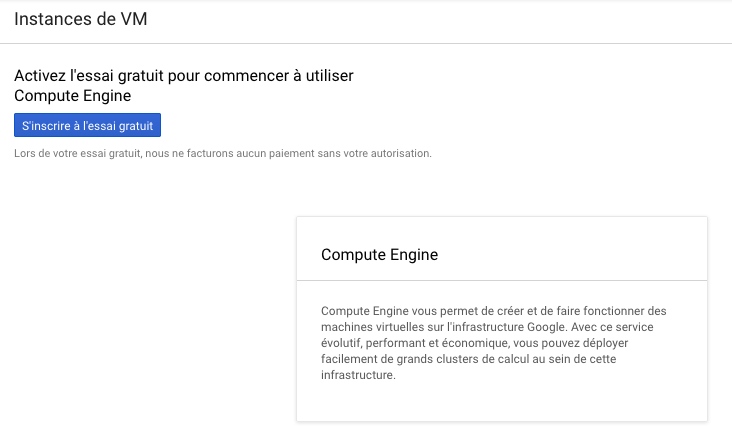 Instances de VM
Activez l'essai gratuit pour commencer à utiliser
Compute Engine
S'inscrire à l'essai gratuit
Lors de votre essai gratuit, nous ne facturons aucun paiement sans votre autorisation.
Compute Engine
Compute Engine vous permet de créer et de faire fonctionner des
machines virtuelles sur l'infrastructure Google. Avec ce service
évolutif, performant et économique, vous pouvez déployer
facilement de grands clusters de calcul au sein de cette
infrastructure.